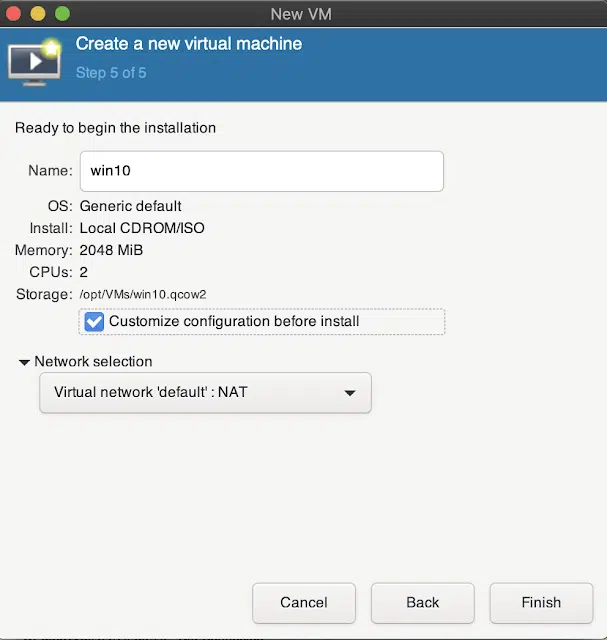 New VM
Create a new virtual machine
Step 5 of 5
Ready to begin the installation
Name: win10
OS: Generic default
Install: Local CDROM/ISO
Memory: 2048 MiB
CPUs: 2
Storage: /opt/VMs/win10.qcow2
Customize configuration before install
Network selection
Virtual network 'default' : NAT
Cancel Back Finish